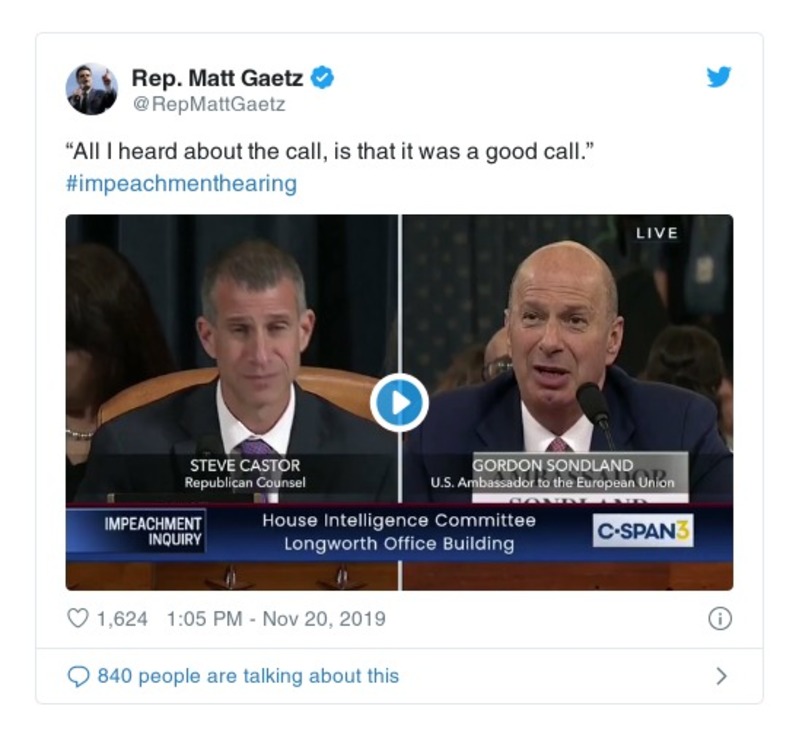 Rep. Matt Gaetz
@RepMattGaetz
“All I heard about the call, is that it was a good call.”
#impeachmenthearing
LIVE
STEVE CASTOR
Republican Counsel
GORDON SONDLAND
U.S. Ambassador to the European Union
AMBASSADOR
SONDLAND
IMPEACHMENT
INQUIRY
House Intelligence Committee
Longworth Office Building
C-SPAN3
1,624 1:05 PM - Nov 20, 2019
840 people are talking about this